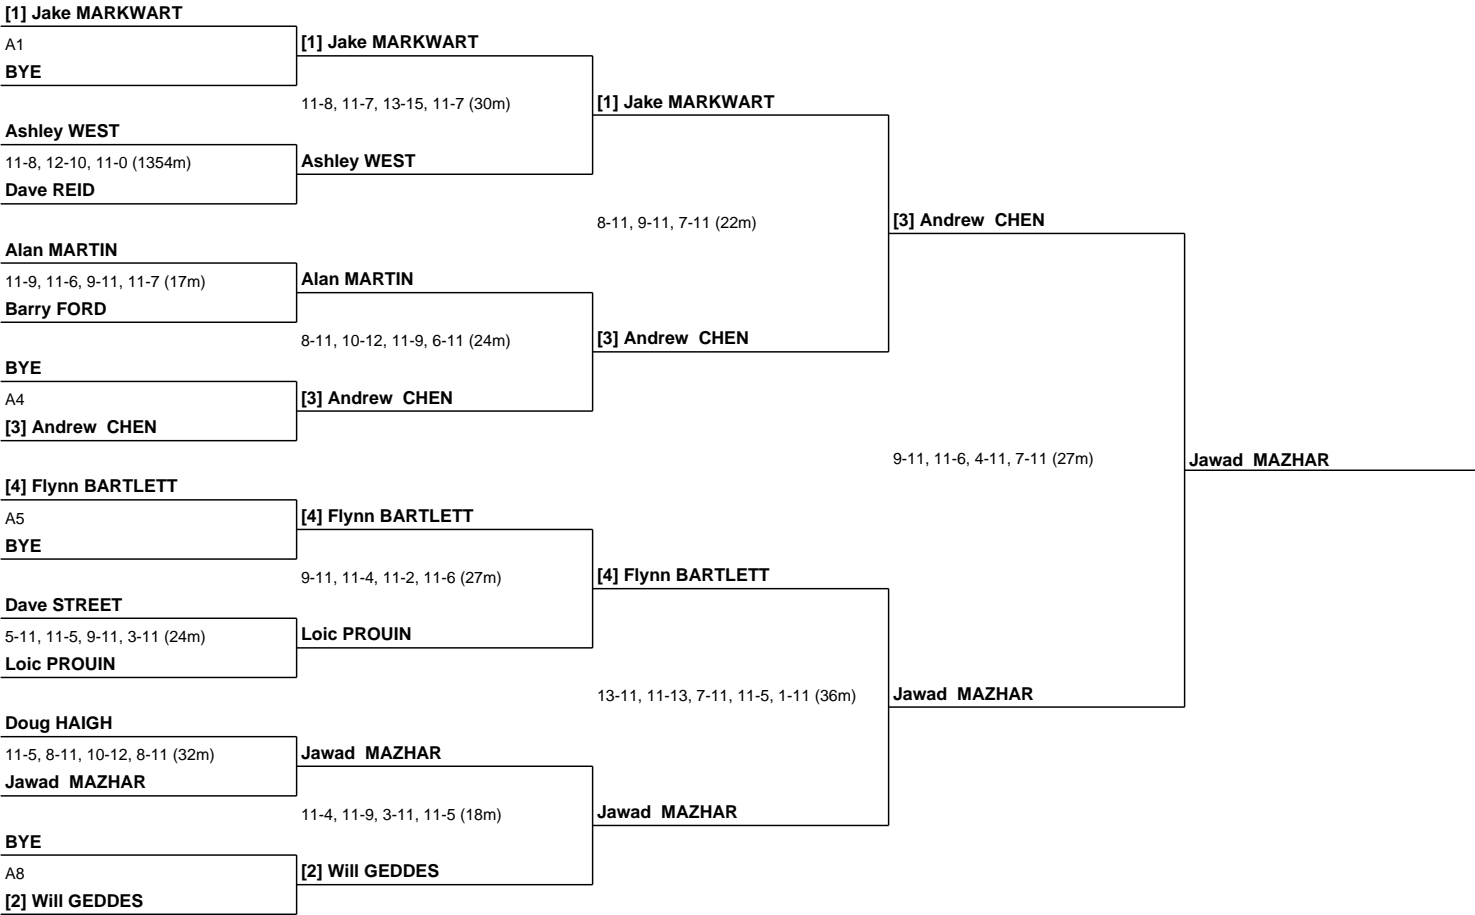 [1] Jake MARKWART
A1
BYE
Ashley WEST
11-8, 12-10, 11-0 (1354m)
Dave REID
Alan MARTIN
11-9, 11-6, 9-11, 11-7 (17m)
Barry FORD
BYE
A4
[3] Andrew  CHEN
[4] Flynn BARTLETT
A5
BYE
Dave STREET
5-11, 11-5, 9-11, 3-11 (24m)
Loic PROUIN
Doug HAIGH
11-5, 8-11, 10-12, 8-11 (32m)
Jawad  MAZHAR
BYE
A8
[2] Will GEDDES
[1] Jake MARKWART
11-8, 11-7, 13-15, 11-7 (30m)
Ashley WEST
Alan MARTIN
8-11, 10-12, 11-9, 6-11 (24m)
[3] Andrew  CHEN
[4] Flynn BARTLETT
9-11, 11-4, 11-2, 11-6 (27m)
Loic PROUIN
Jawad  MAZHAR
11-4, 11-9, 3-11, 11-5 (18m)
[2] Will GEDDES
[1] Jake MARKWART
8-11, 9-11, 7-11 (22m)
[3] Andrew  CHEN
[4] Flynn BARTLETT
13-11, 11-13, 7-11, 11-5, 1-11 (36m)
Jawad  MAZHAR
[3] Andrew  CHEN
9-11, 11-6, 4-11, 7-11 (27m)
Jawad  MAZHAR
Jawad  MAZHAR